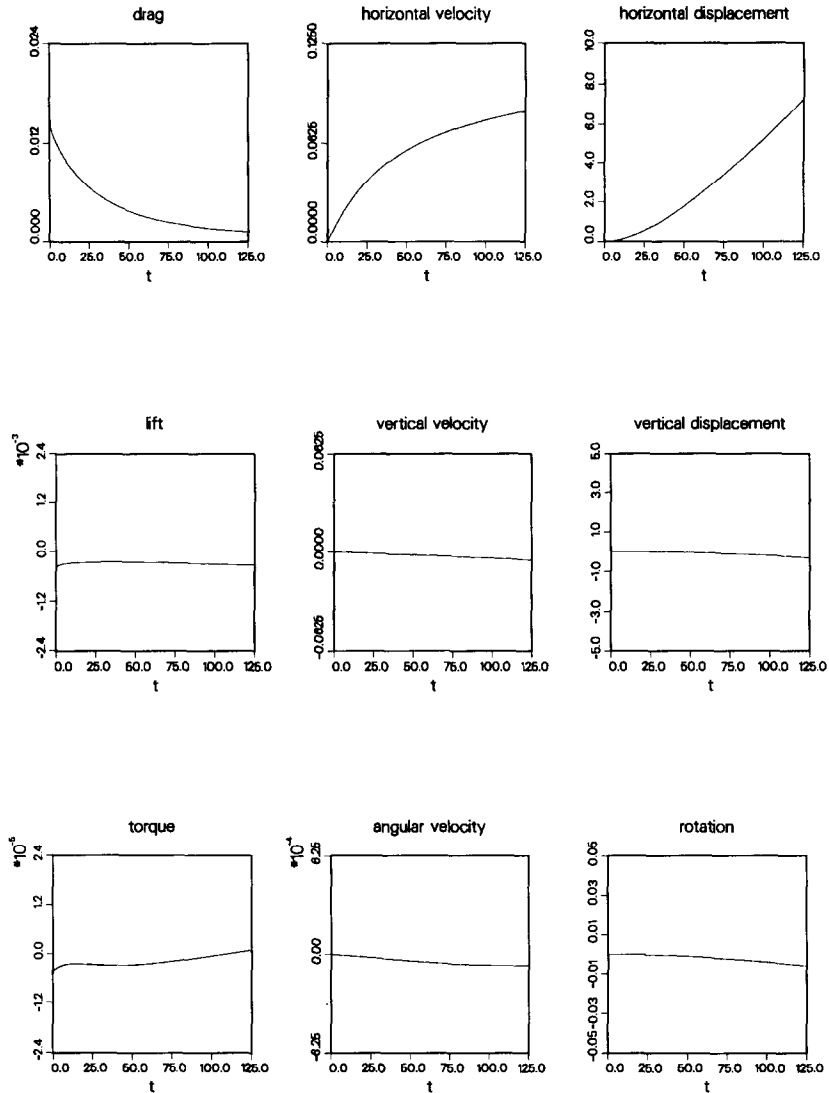 drag
0.024
0.012
0.000
0.0 25.0 50.0 75.0 100.0 125.0
t
horizontal velocity
0.1250
0.0625
0.0000
0.0 25.0 50.0 75.0 100.0 125.0
t
horizontal displacement
10.0
8.0
6.0
4.0
2.0
0.0
0.0 25.0 50.0 75.0 100.0 125.0
t
lift
*10^-3
2.4
1.2
0.0
-1.2
-2.4
0.0 25.0 50.0 75.0 100.0 125.0
t
vertical velocity
0.0625
0.0000
-0.0625
0.0 25.0 50.0 75.0 100.0 125.0
t
vertical displacement
5.0
3.0
1.0
-1.0
-3.0
-5.0
0.0 25.0 50.0 75.0 100.0 125.0
t
torque
*10^-5
2.4
1.2
0.0
-1.2
-2.4
0.0 25.0 50.0 75.0 100.0 125.0
t
angular velocity
*10^-4
6.25
0.00
-6.25
0.0 25.0 50.0 75.0 100.0 125.0
t
rotation
0.05
0.03
0.01
-0.01
-0.03
-0.05
0.0 25.0 50.0 75.0 100.0 125.0
t